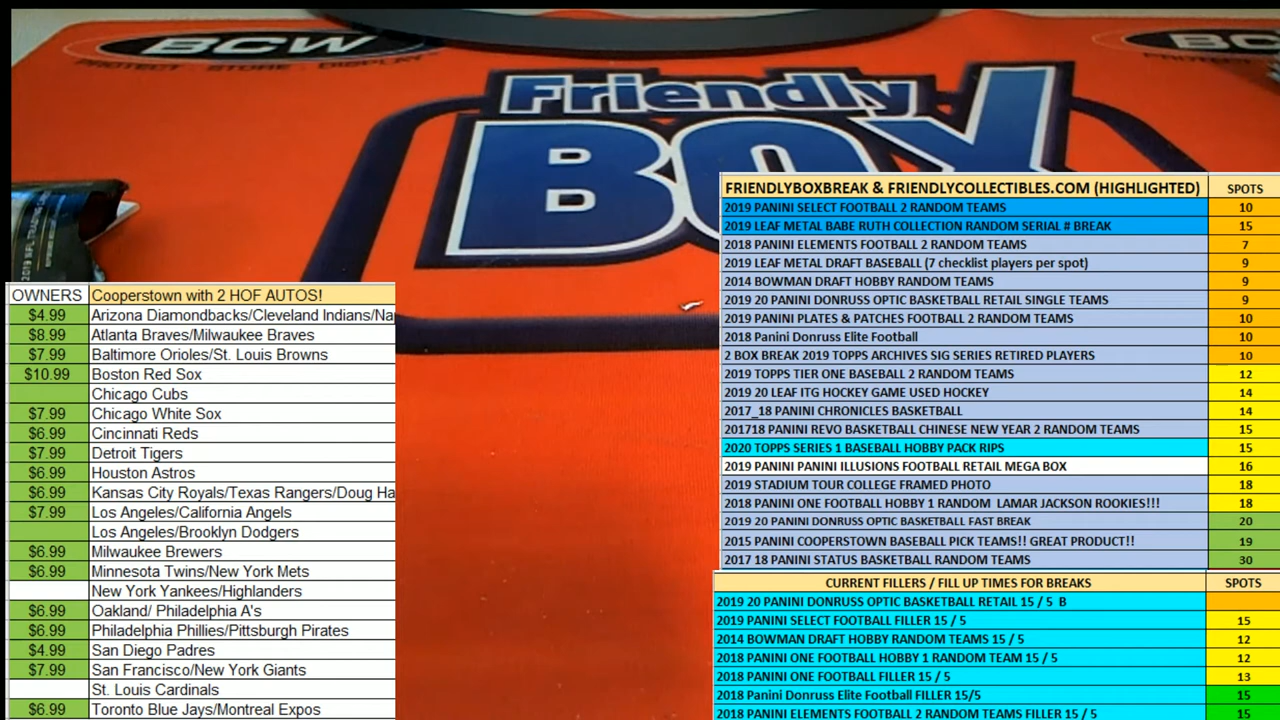 BCW
PROTECT · STORE · DISPLAY
BCW
PROTECT
Friendly
BOX
2019 NFL TRADING CARDS
OWNERS Cooperstown with 2 HOF AUTOS!
$4.99 Arizona Diamondbacks/Cleveland Indians/Na
$8.99 Atlanta Braves/Milwaukee Braves
$7.99 Baltimore Orioles/St. Louis Browns
$10.99 Boston Red Sox
Chicago Cubs
$7.99 Chicago White Sox
$6.99 Cincinnati Reds
$7.99 Detroit Tigers
$6.99 Houston Astros
$6.99 Kansas City Royals/Texas Rangers/Doug Ha
$7.99 Los Angeles/California Angels
Los Angeles/Brooklyn Dodgers
$6.99 Milwaukee Brewers
$6.99 Minnesota Twins/New York Mets
New York Yankees/Highlanders
$6.99 Oakland/ Philadelphia A's
$6.99 Philadelphia Phillies/Pittsburgh Pirates
$4.99 San Diego Padres
$7.99 San Francisco/New York Giants
St. Louis Cardinals
$6.99 Toronto Blue Jays/Montreal Expos
FRIENDLYBOXBREAK & FRIENDLYCOLLECTIBLES.COM (HIGHLIGHTED) SPOTS
2019 PANINI SELECT FOOTBALL 2 RANDOM TEAMS 10
2019 LEAF METAL BABE RUTH COLLECTION RANDOM SERIAL # BREAK 15
2018 PANINI ELEMENTS FOOTBALL 2 RANDOM TEAMS 7
2019 LEAF METAL DRAFT BASEBALL (7 checklist players per spot) 9
2014 BOWMAN DRAFT HOBBY RANDOM TEAMS 9
2019 20 PANINI DONRUSS OPTIC BASKETBALL RETAIL SINGLE TEAMS 9
2019 PANINI PLATES & PATCHES FOOTBALL 2 RANDOM TEAMS 10
2018 Panini Donruss Elite Football 10
2 BOX BREAK 2019 TOPPS ARCHIVES SIG SERIES RETIRED PLAYERS 10
2019 TOPPS TIER ONE BASEBALL 2 RANDOM TEAMS 12
2019 20 LEAF ITG HOCKEY GAME USED HOCKEY 14
2017_18 PANINI CHRONICLES BASKETBALL 14
201718 PANINI REVO BASKETBALL CHINESE NEW YEAR 2 RANDOM TEAMS 15
2020 TOPPS SERIES 1 BASEBALL HOBBY PACK RIPS 15
2019 PANINI PANINI ILLUSIONS FOOTBALL RETAIL MEGA BOX 16
2019 STADIUM TOUR COLLEGE FRAMED PHOTO 18
2018 PANINI ONE FOOTBALL HOBBY 1 RANDOM LAMAR JACKSON ROOKIES!!! 18
2019 20 PANINI DONRUSS OPTIC BASKETBALL FAST BREAK 20
2015 PANINI COOPERSTOWN BASEBALL PICK TEAMS!! GREAT PRODUCT!! 19
2017 18 PANINI STATUS BASKETBALL RANDOM TEAMS 30
CURRENT FILLERS / FILL UP TIMES FOR BREAKS SPOTS
2019 20 PANINI DONRUSS OPTIC BASKETBALL RETAIL 15 / 5 B
2019 PANINI SELECT FOOTBALL FILLER 15 / 5 15
2014 BOWMAN DRAFT HOBBY RANDOM TEAMS 15 / 5 12
2018 PANINI ONE FOOTBALL HOBBY 1 RANDOM TEAM 15 / 5 12
2018 PANINI ONE FOOTBALL FILLER 15 / 5 13
2018 Panini Donruss Elite Football FILLER 15/5 15
2018 PANINI ELEMENTS FOOTBALL 2 RANDOM TEAMS FILLER 15 / 5 15